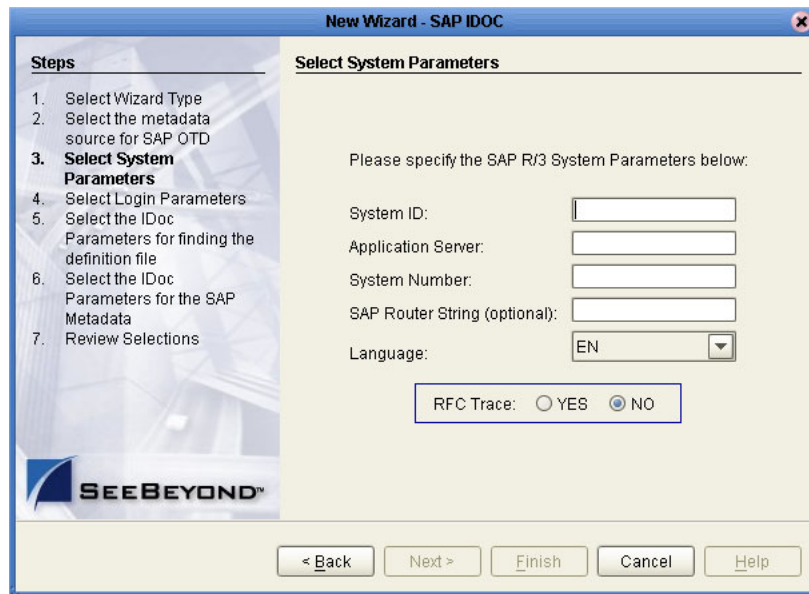 New Wizard - SAP IDOC
Steps
1. Select Wizard Type
2. Select the metadata
source for SAP OTD
3. Select System
Parameters
4. Select Login Parameters
5. Select the IDoc
Parameters for finding the
definition file
6. Select the IDoc
Parameters for the SAP
Metadata
7. Review Selections
SEEBEYOND™
Select System Parameters
Please specify the SAP R/3 System Parameters below:
System ID:
Application Server:
System Number:
SAP Router String (optional):
Language: EN
RFC Trace: YES NO
< Back Next > Finish Cancel Help